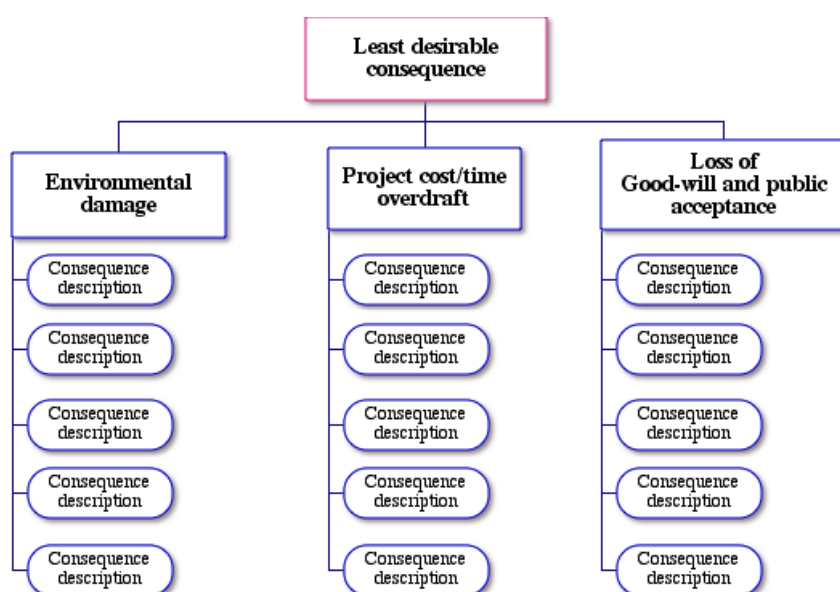 Least desirable
consequence
Environmental
damage
Consequence
description
Consequence
description
Consequence
description
Consequence
description
Consequence
description
Project cost/time
overdraft
Consequence
description
Consequence
description
Consequence
description
Consequence
description
Consequence
description
Loss of
Good-will and public
acceptance
Consequence
description
Consequence
description
Consequence
description
Consequence
description
Consequence
description